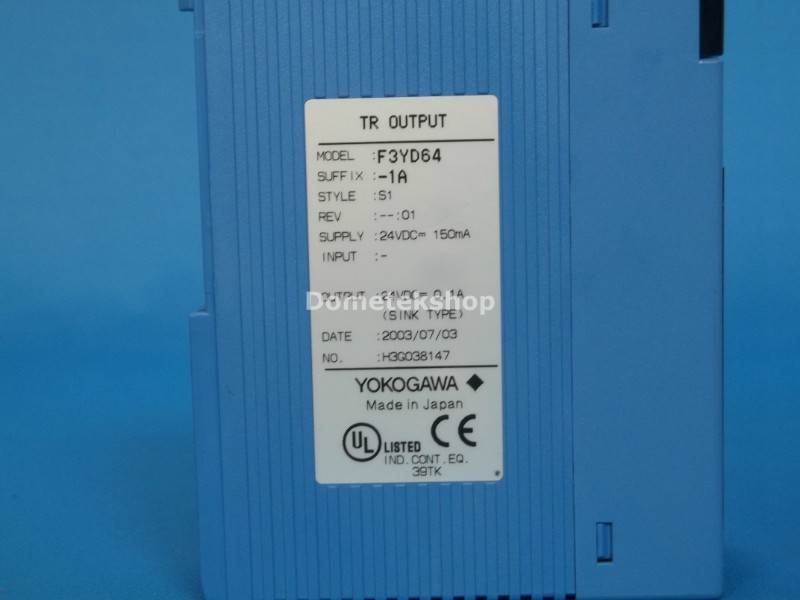 TR OUTPUT
MODEL :F3YD64
SUFFIX :-1A
STYLE :S1
REV :--:01
SUPPLY :24VDC= 150mA
INPUT :-
OUTPUT :24VDC= 0.1A
Dometekshop
(SINK TYPE)
DATE :2003/07/03
NO. :H3G038147
YOKOGAWA
Made in Japan
UL LISTED CE
IND.CONT.EQ.
39TK